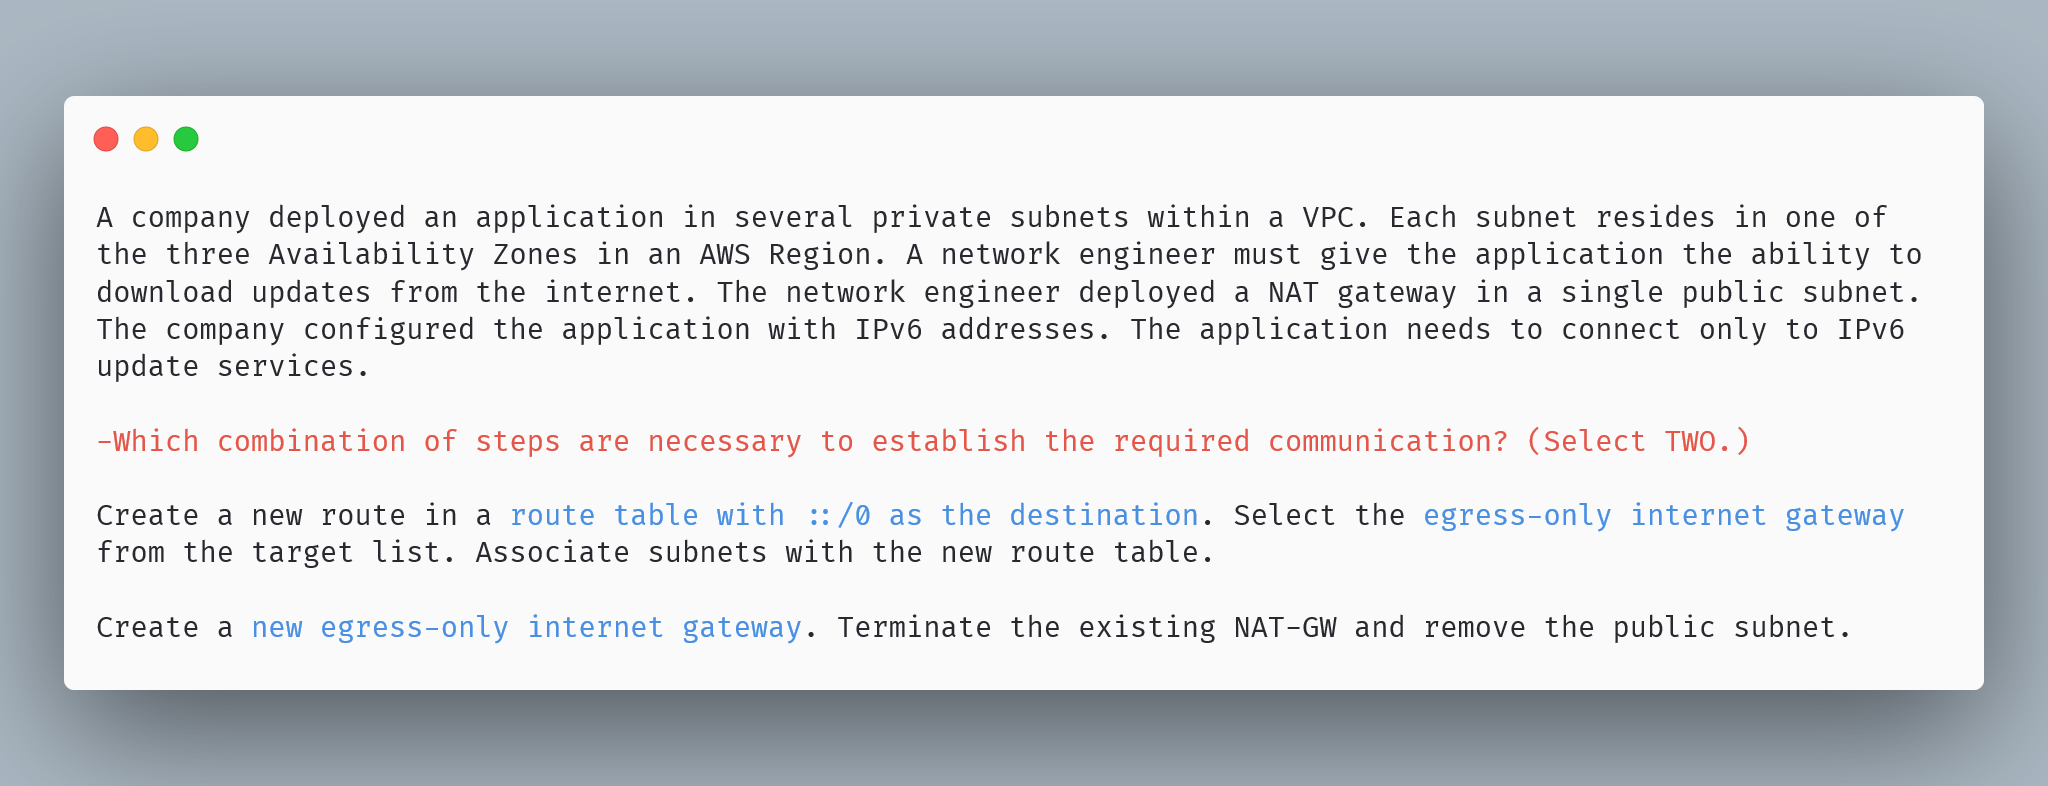 A company deployed an application in several private subnets within a VPC. Each subnet resides in one of
the three Availability Zones in an AWS Region. A network engineer must give the application the ability to
download updates from the internet. The network engineer deployed a NAT gateway in a single public subnet.
The company configured the application with IPv6 addresses. The application needs to connect only to IPv6
update services.
-Which combination of steps are necessary to establish the required communication? (Select TWO.)
Create a new route in a route table with ::/0 as the destination. Select the egress-only internet gateway
from the target list. Associate subnets with the new route table.
Create a new egress-only internet gateway. Terminate the existing NAT-GW and remove the public subnet.